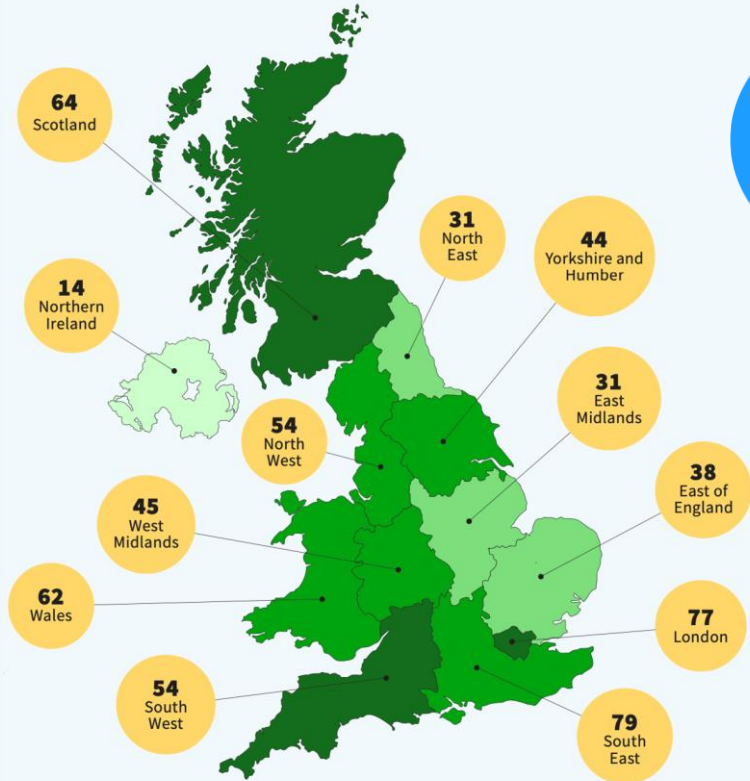 64
Scotland
31
North
East
44
Yorkshire and
Humber
14
Northern
Ireland
31
East
Midlands
54
North
West
38
East of
England
45
West
Midlands
62
Wales
77
London
54
South
West
79
South
East